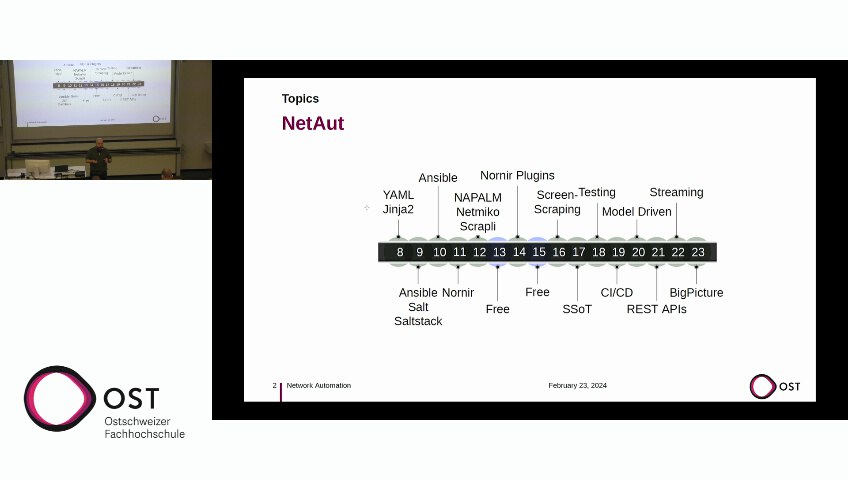 Topics
NetAut
Ansible
Nornir Plugins
YAML
Jinja2
NAPALM
Netmiko
Scrapli
Screen-
Scraping
Testing
Model Driven
Streaming
8 9 10 11 12 13 14 15 16 17 18 19 20 21 22 23
Ansible
Salt
Saltstack
Nornir
Free
Free
SSoT
CI/CD
REST APIs
BigPicture
2 Network Automation
February 23, 2024
OST
OST
Ostschweizer
Fachhochschule